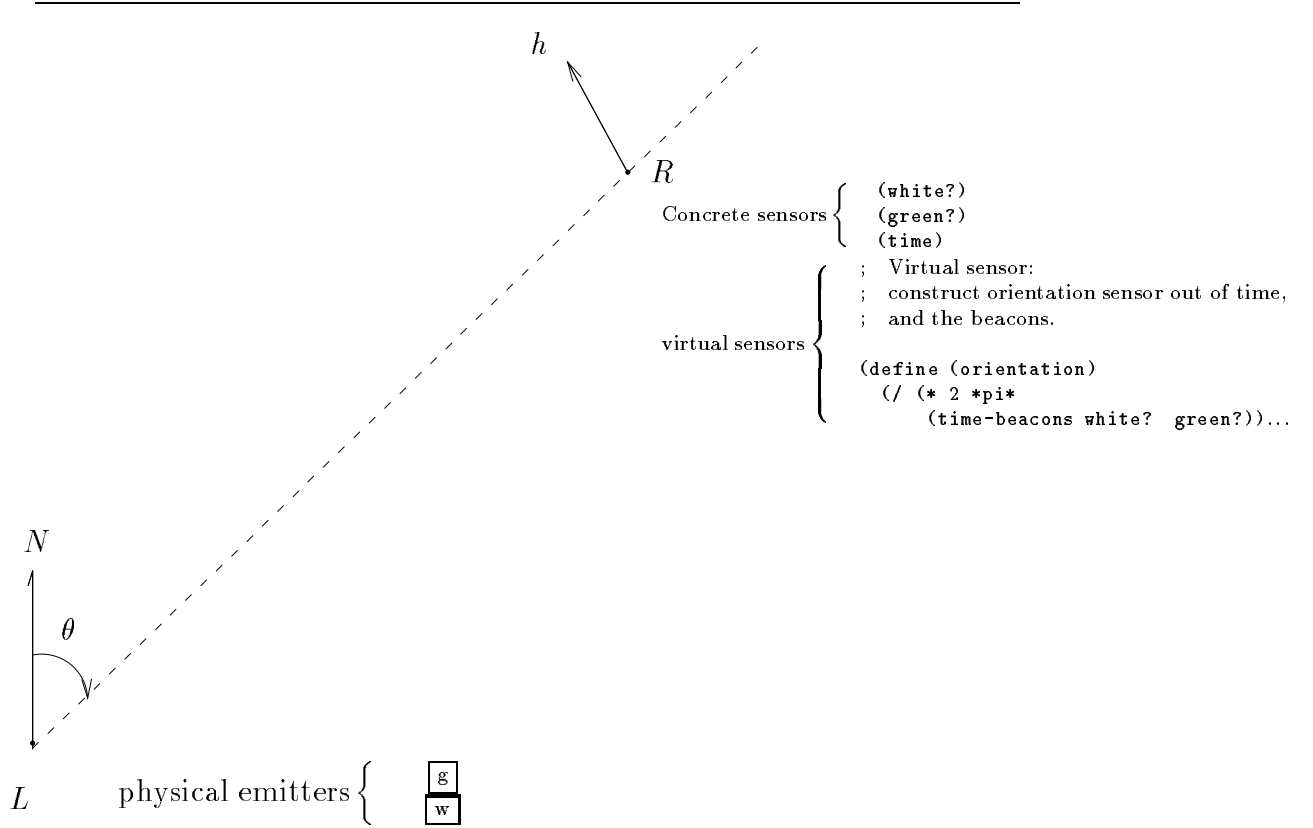 h
R
Concrete sensors
(white?)
(green?)
(time)
virtual sensors
; Virtual sensor:
; construct orientation sensor out of time,
; and the beacons.
(define (orientation)
(/ (* 2 *pi*
(time-beacons white? green?))...
N
θ
L
physical emitters
g
w